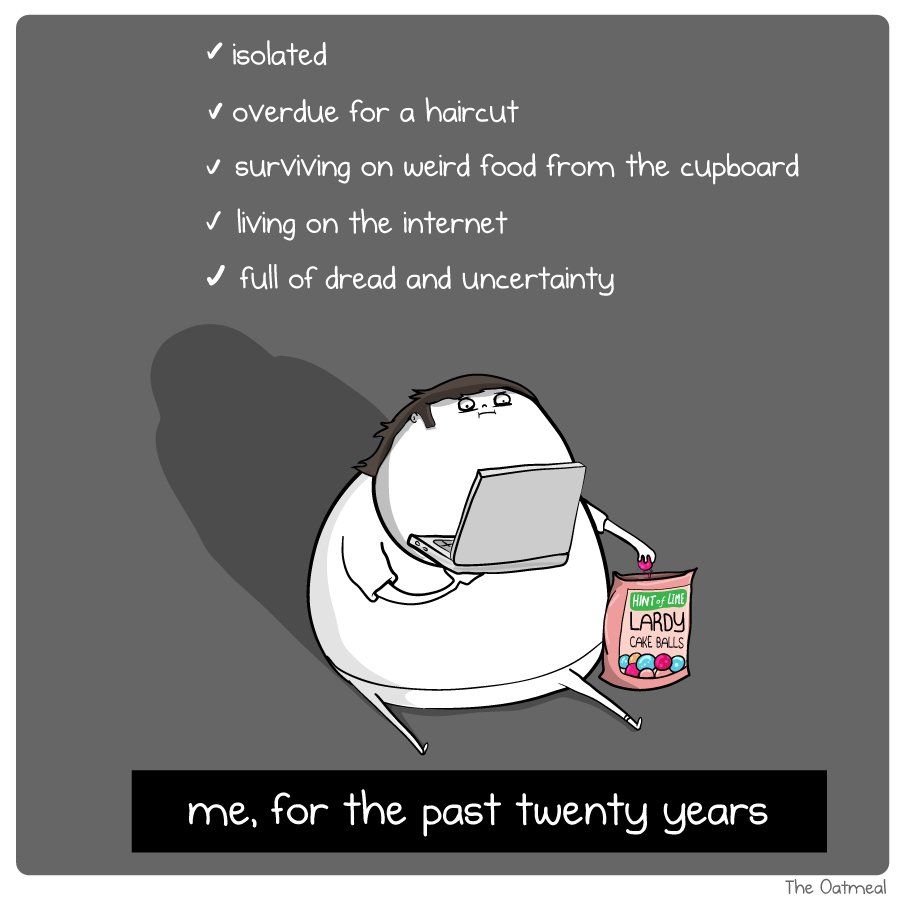 ✓ isolated
✓ overdue for a haircut
✓ surviving on weird food from the cupboard
✓ living on the internet
✓ full of dread and uncertainty
HINT of LIME
LARDY
CAKE BALLS
me, for the past twenty years
The Oatmeal